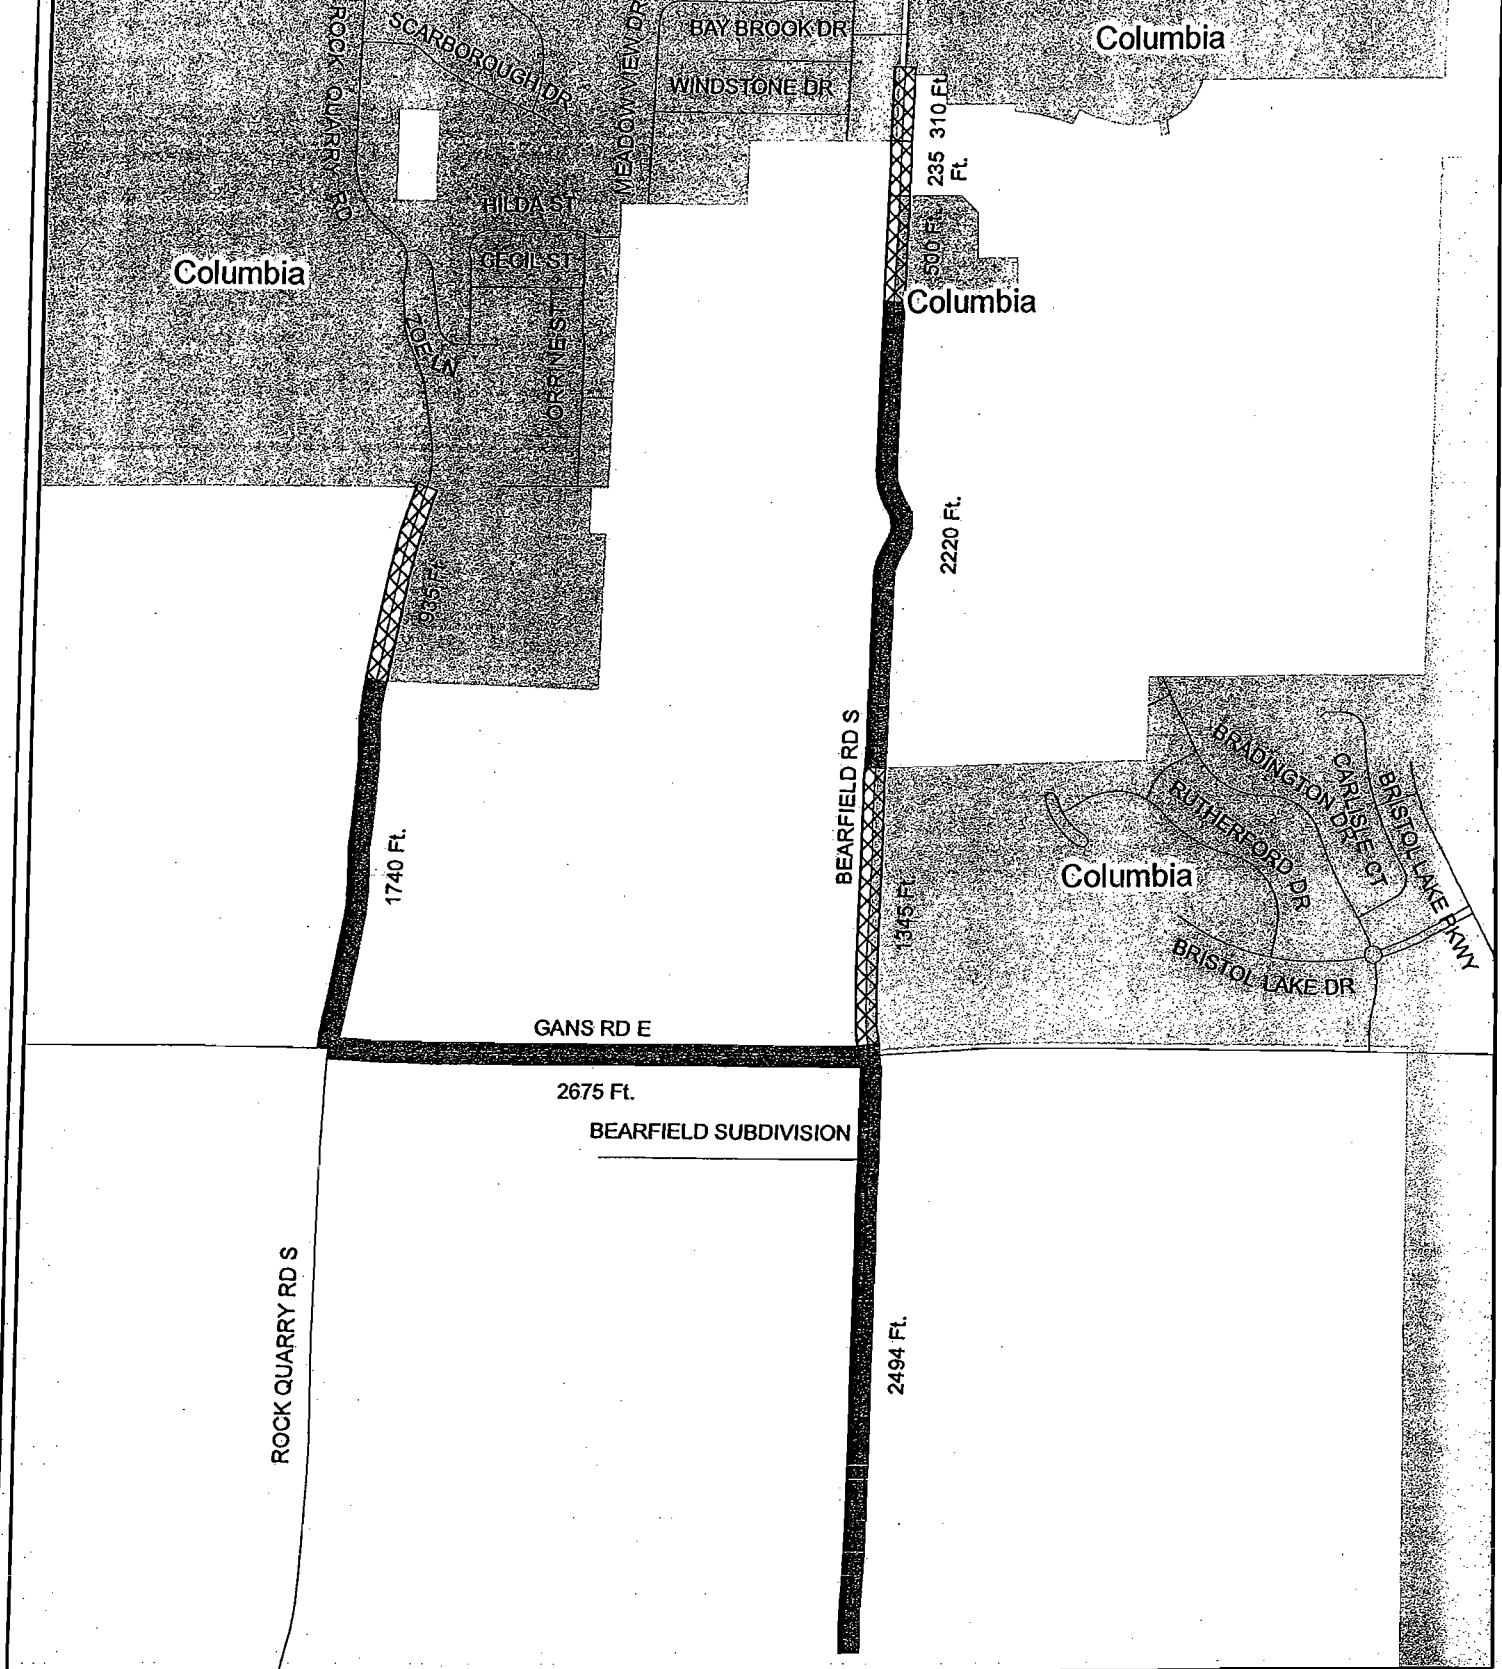 ROCK QUARRY RD
SCARBOROUGH DR
MEADOW VIEW DR
BAY BROOK DR
WINDSTONE DR
Columbia
310 Ft
235
Ft.
HILDA ST
CECIL ST
500 Ft.
Columbia
Columbia
ZOE LN
ORRINE ST
935 Ft.
2220 Ft.
BEARFIELD RD S
BRADINGTON DR
CARLISLE CT
BRISTOL LAKE PKWY
RUTHERFORD DR
1740 Ft.
Columbia
1345 Ft.
BRISTOL LAKE DR
GANS RD E
2675 Ft.
BEARFIELD SUBDIVISION
ROCK QUARRY RD S
2494 Ft.